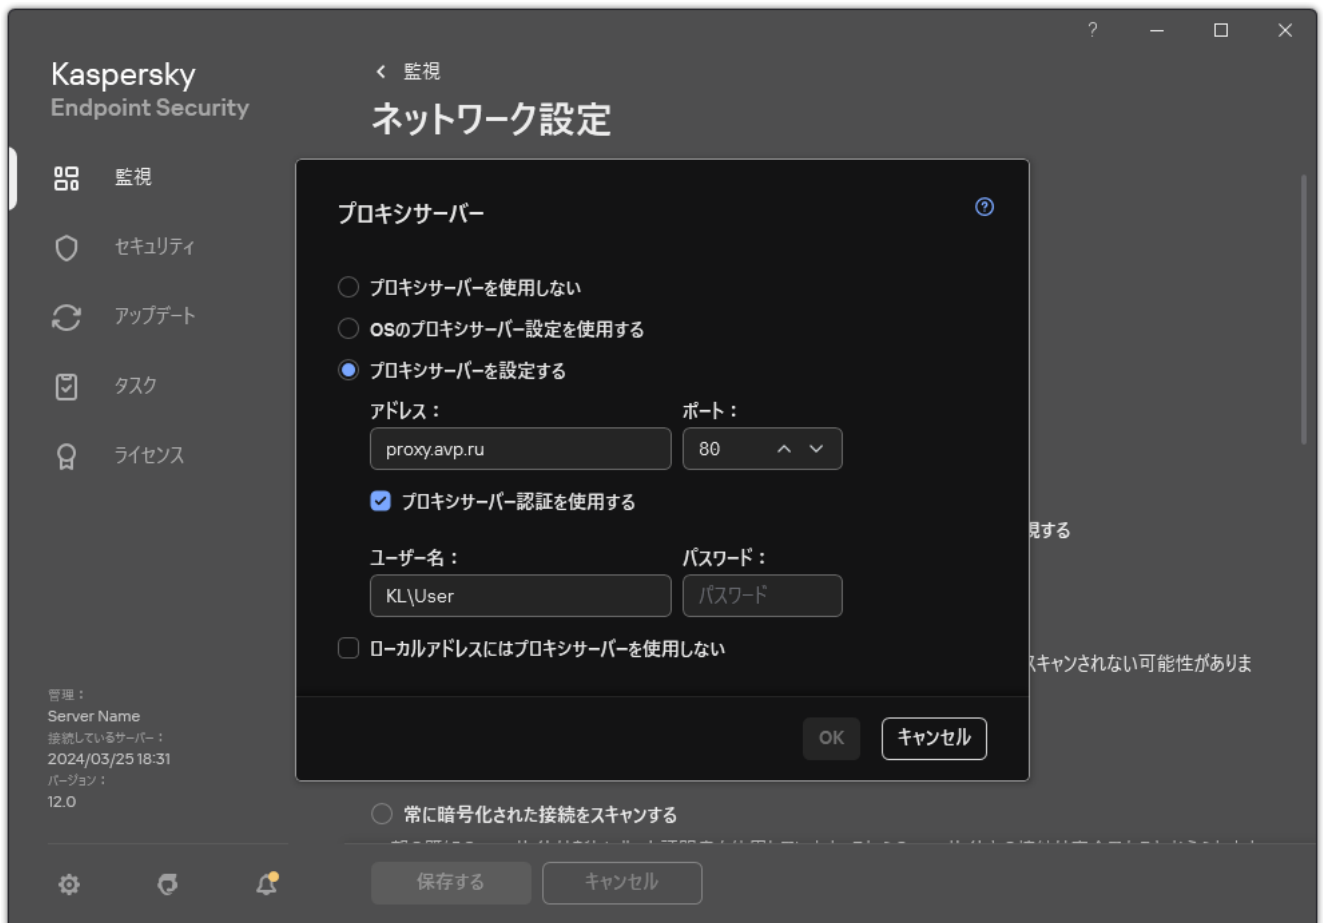 Kaspersky
Endpoint Security
監視
セキュリティ
アップデート
タスク
ライセンス
管理：
Server Name
接続しているサーバー：
2024/03/25 18:31
バージョン：
12.0
?
監視
ネットワーク設定
プロキシサーバー
?
プロキシサーバーを使用しない
OSのプロキシサーバー設定を使用する
プロキシサーバーを設定する
アドレス： ポート：
proxy.avp.ru 80
プロキシサーバー認証を使用する
ユーザー名： パスワード：
KL\User パスワード
ローカルアドレスにはプロキシサーバーを使用しない
OK キャンセル
視する
スキャンされない可能性がありま
常に暗号化された接続をスキャンする
保存する キャンセル